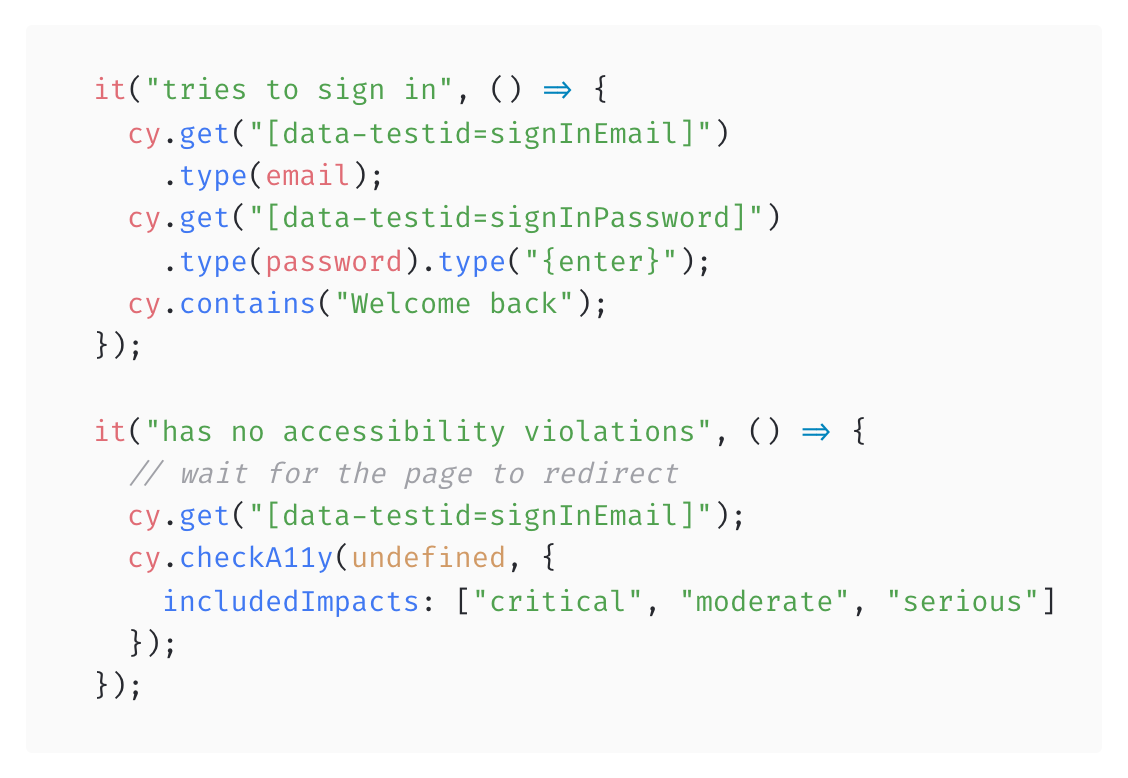 it("tries to sign in", () => {
  cy.get("[data-testid=signInEmail]")
    .type(email);
  cy.get("[data-testid=signInPassword]")
    .type(password).type("{enter}");
  cy.contains("Welcome back");
});

it("has no accessibility violations", () => {
  // wait for the page to redirect
  cy.get("[data-testid=signInEmail]");
  cy.checkA11y(undefined, {
    includedImpacts: ["critical", "moderate", "serious"]
  });
});